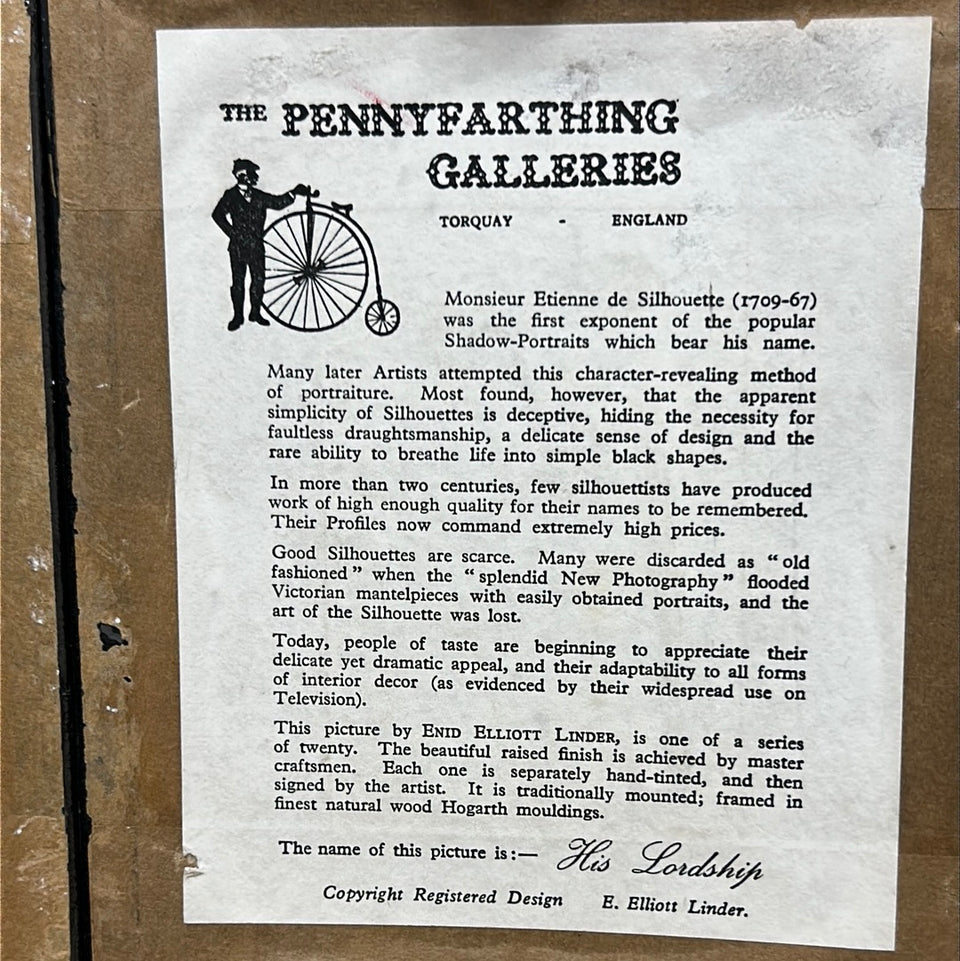 THE PENNYFARTHING
GALLERIES
TORQUAY - ENGLAND
Monsieur Etienne de Silhouette (1709-67)
was the first exponent of the popular
Shadow-Portraits which bear his name.
Many later Artists attempted this character-revealing method
of portraiture. Most found, however, that the apparent
simplicity of Silhouettes is deceptive, hiding the necessity for
faultless draughtsmanship, a delicate sense of design and the
rare ability to breathe life into simple black shapes.
In more than two centuries, few silhouettists have produced
work of high enough quality for their names to be remembered.
Their Profiles now command extremely high prices.
Good Silhouettes are scarce. Many were discarded as "old
fashioned" when the "splendid New Photography" flooded
Victorian mantelpieces with easily obtained portraits, and the
art of the Silhouette was lost.
Today, people of taste are beginning to appreciate their
delicate yet dramatic appeal, and their adaptability to all forms
of interior decor (as evidenced by their widespread use on
Television).
This picture by ENID ELLIOTT LINDER, is one of a series
of twenty. The beautiful raised finish is achieved by master
craftsmen. Each one is separately hand-tinted, and then
signed by the artist. It is traditionally mounted; framed in
finest natural wood Hogarth mouldings.
The name of this picture is:— His Lordship
Copyright Registered Design E. Elliott Linder.